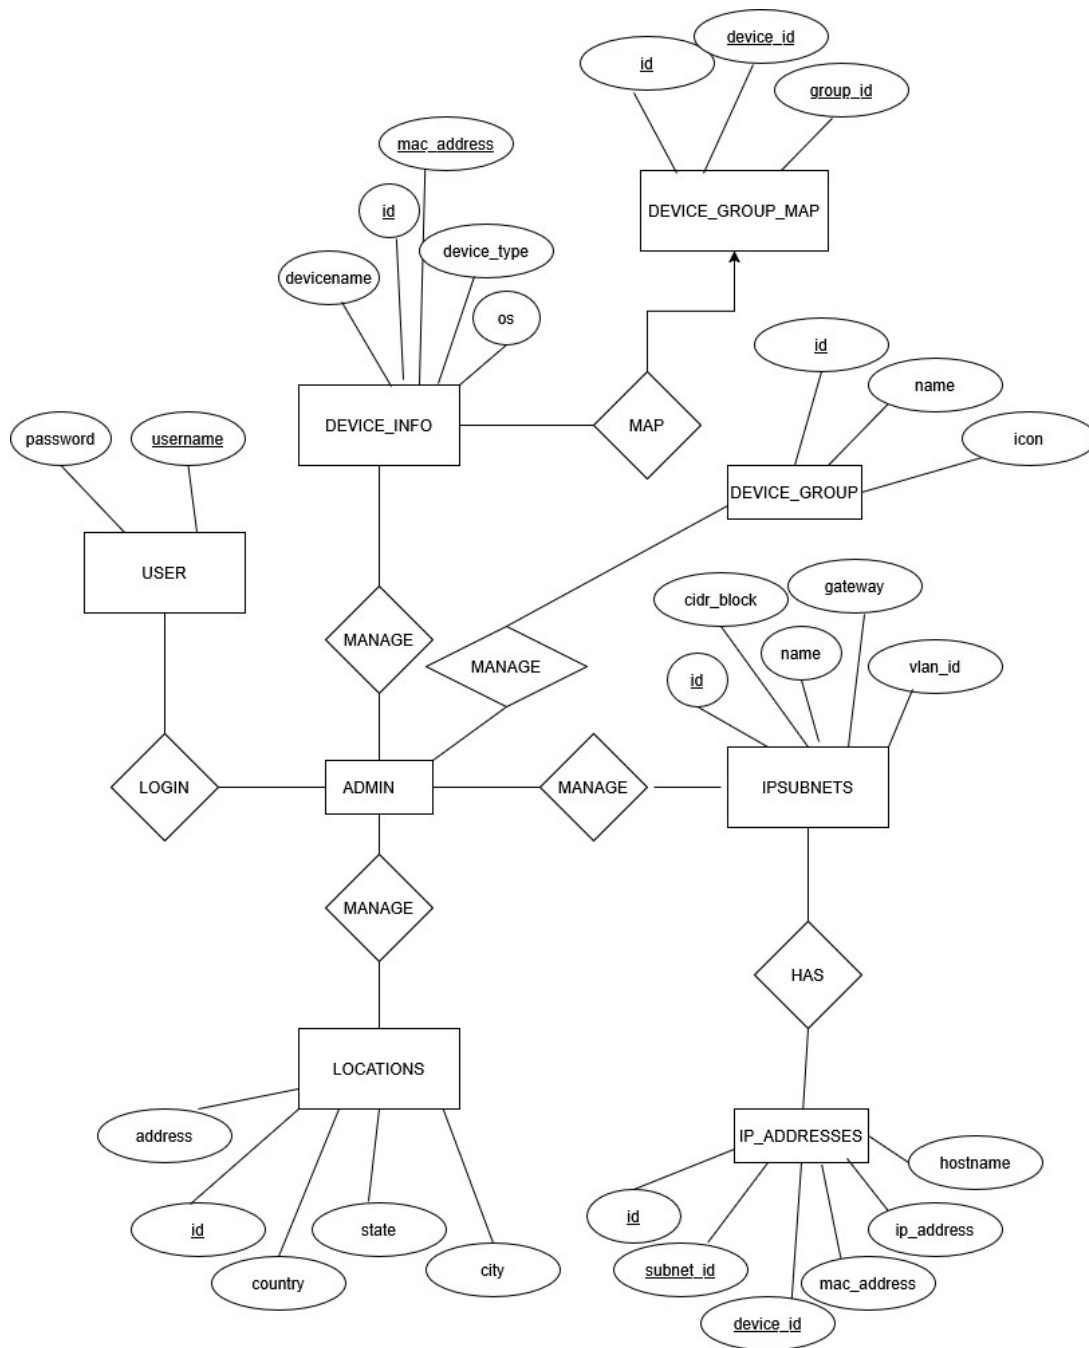 device_id
id
group_id
mac_address
DEVICE_GROUP_MAP
id
device_type
devicename
os
id
name
DEVICE_INFO
MAP
password
username
icon
DEVICE_GROUP
USER
cidr_block
gateway
MANAGE
name
MANAGE
vlan_id
id
LOGIN
ADMIN
MANAGE
IPSUBNETS
MANAGE
HAS
LOCATIONS
address
IP_ADDRESSES
hostname
id
id
state
ip_address
country
city
subnet_id
mac_address
device_id